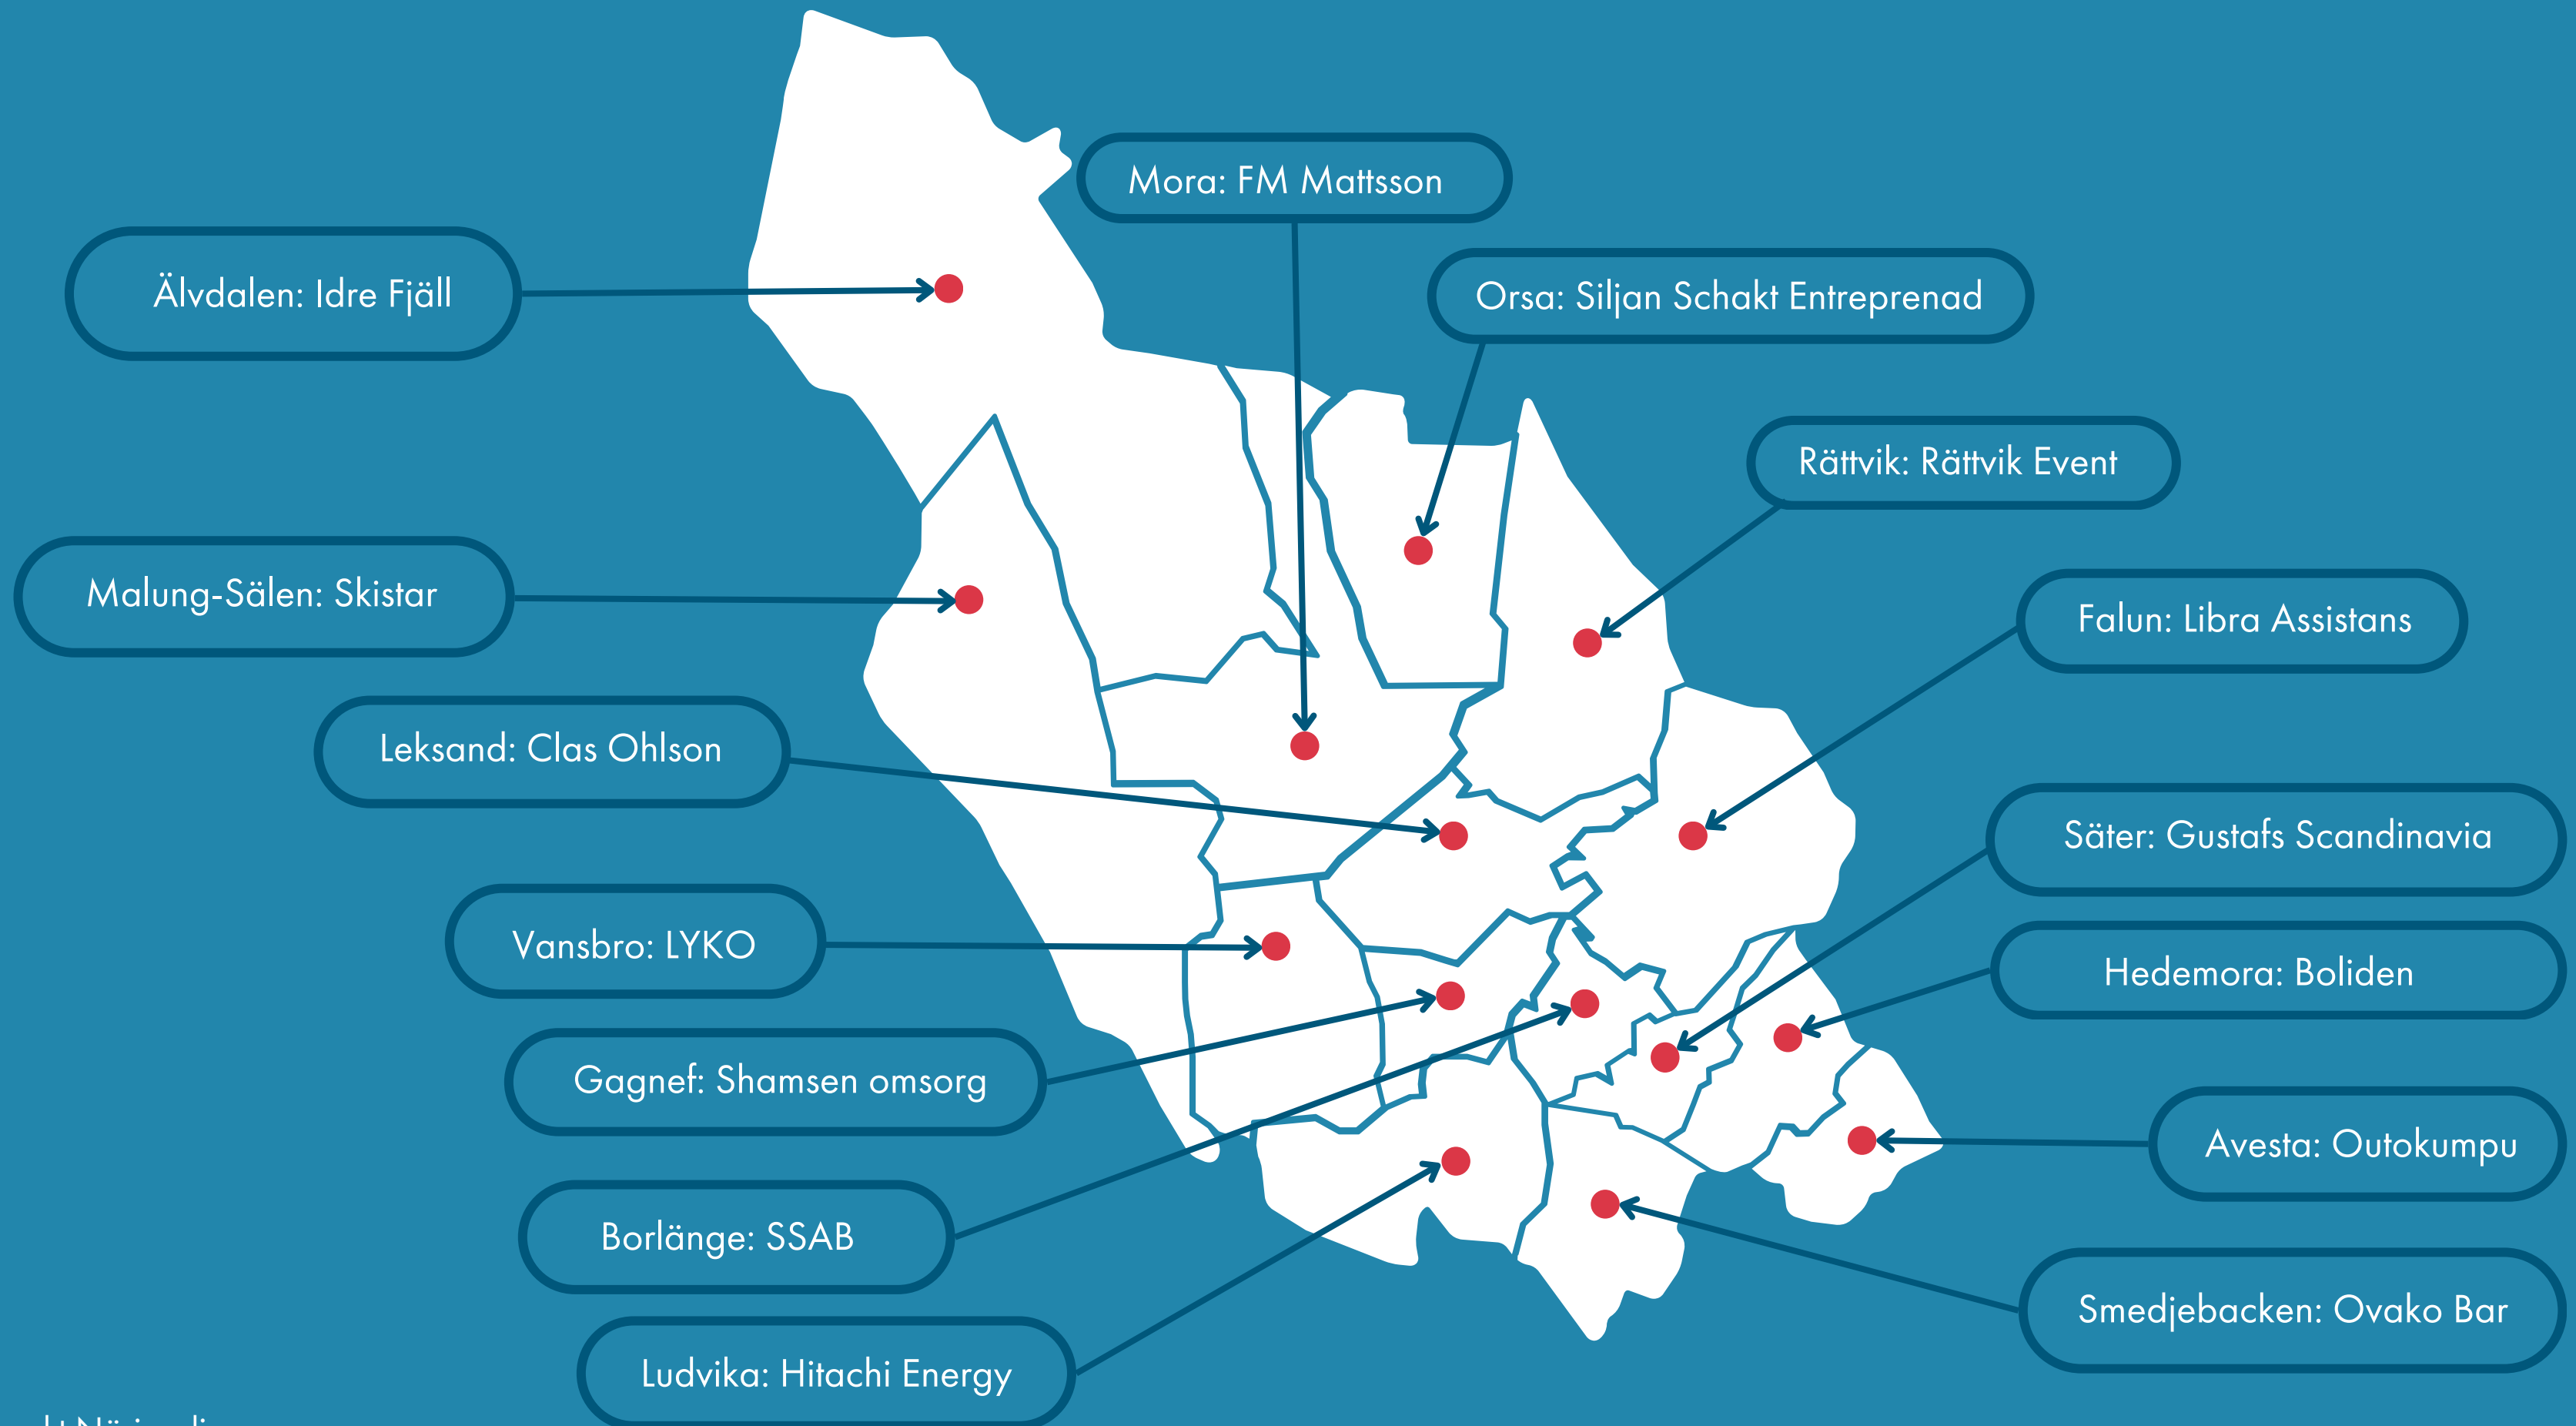 Mora: FM Mattsson
Älvdalen: Idre Fjäll
Orsa: Siljan Schakt Entreprenad
Rättvik: Rättvik Event
Malung-Sälen: Skistar
Falun: Libra Assistans
Leksand: Clas Ohlson
Säter: Gustafs Scandinavia
Vansbro: LYKO
Hedemora: Boliden
Gagnef: Shamsen omsorg
Avesta: Outokumpu
Borlänge: SSAB
Smedjebacken: Ovako Bar
Ludvika: Hitachi Energy